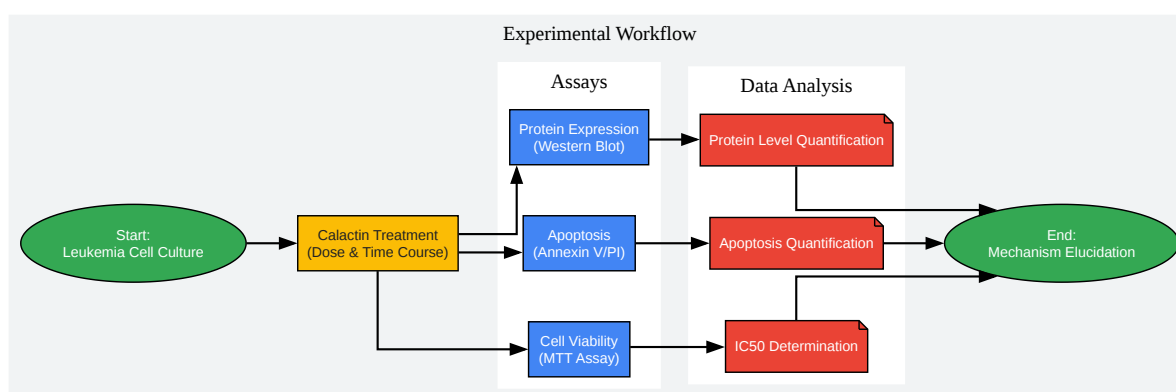 Experimental Workflow
Assays
Data Analysis
Protein Expression
(Western Blot)
Protein Level Quantification
Start:
Leukemia Cell Culture
Calactin Treatment
(Dose & Time Course)
Apoptosis
(Annexin V/PI)
Apoptosis Quantification
End:
Mechanism Elucidation
Cell Viability
(MTT Assay)
IC50 Determination